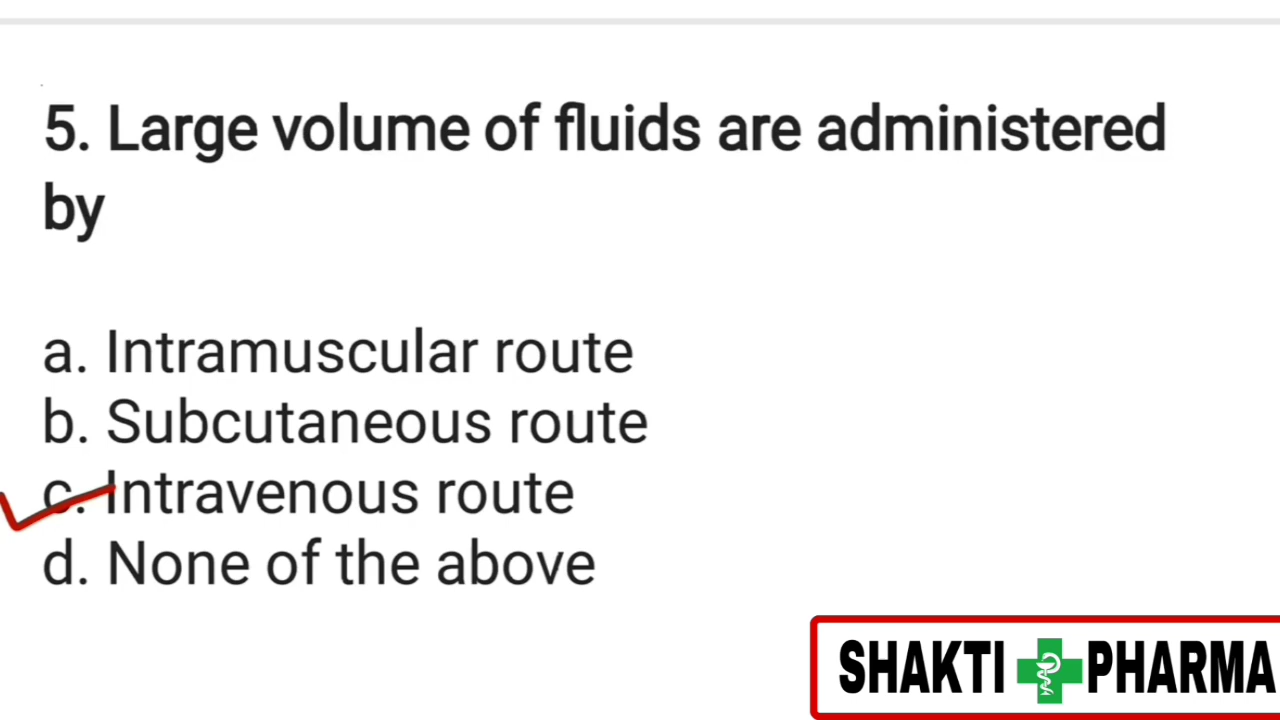 5. Large volume of fluids are administered
by
a. Intramuscular route
b. Subcutaneous route
c. Intravenous route
d. None of the above
SHAKTI PHARMA